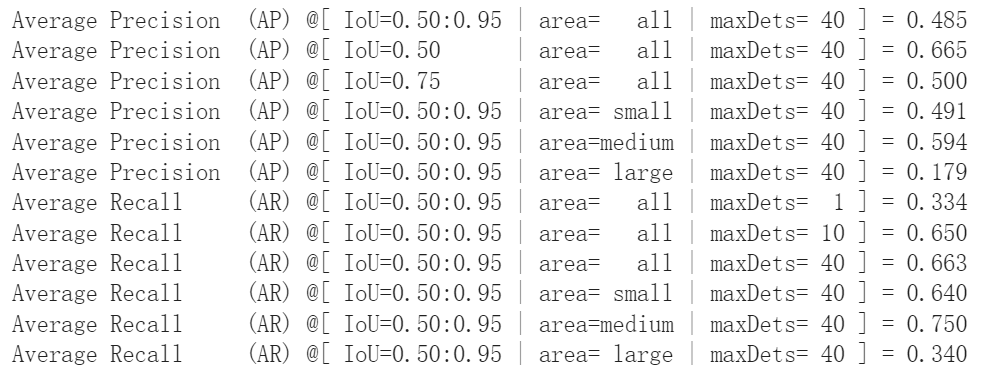 Average Precision  (AP) @[ IoU=0.50:0.95 | area=   all | maxDets= 40 ] = 0.485
Average Precision  (AP) @[ IoU=0.50      | area=   all | maxDets= 40 ] = 0.665
Average Precision  (AP) @[ IoU=0.75      | area=   all | maxDets= 40 ] = 0.500
Average Precision  (AP) @[ IoU=0.50:0.95 | area= small | maxDets= 40 ] = 0.491
Average Precision  (AP) @[ IoU=0.50:0.95 | area=medium | maxDets= 40 ] = 0.594
Average Precision  (AP) @[ IoU=0.50:0.95 | area= large | maxDets= 40 ] = 0.179
Average Recall     (AR) @[ IoU=0.50:0.95 | area=   all | maxDets=  1 ] = 0.334
Average Recall     (AR) @[ IoU=0.50:0.95 | area=   all | maxDets= 10 ] = 0.650
Average Recall     (AR) @[ IoU=0.50:0.95 | area=   all | maxDets= 40 ] = 0.663
Average Recall     (AR) @[ IoU=0.50:0.95 | area= small | maxDets= 40 ] = 0.640
Average Recall     (AR) @[ IoU=0.50:0.95 | area=medium | maxDets= 40 ] = 0.750
Average Recall     (AR) @[ IoU=0.50:0.95 | area= large | maxDets= 40 ] = 0.340